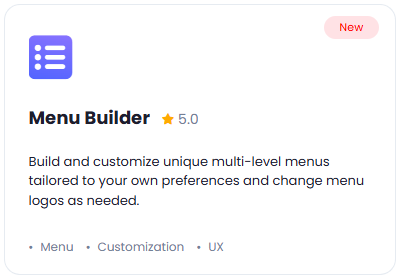 New
Menu Builder 5.0
Build and customize unique multi-level menus
tailored to your own preferences and change menu
logos as needed.
• Menu • Customization • UX